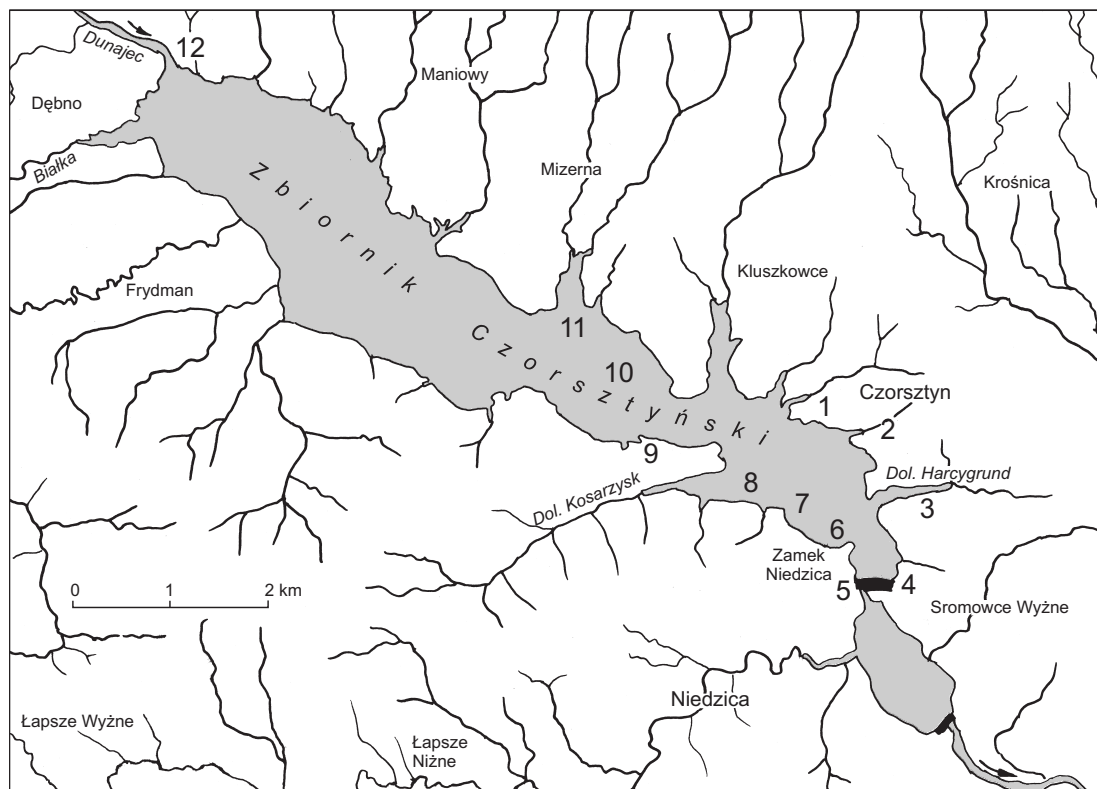 Dunajec
12
Maniowy
Dębno
Białka
Mizerna
Krośnica
Zbiornik Czorsztyński
Kluszkowce
Frydman
11
10
1
Czorsztyn
2
9
Dol. Harcygrund
8
3
Dol. Kosarzysk
7
6
Zamek
Niedzica
5
4
0 1 2 km
Sromowce Wyżne
Niedzica
Łapsze Wyżne
Łapsze
Niżne